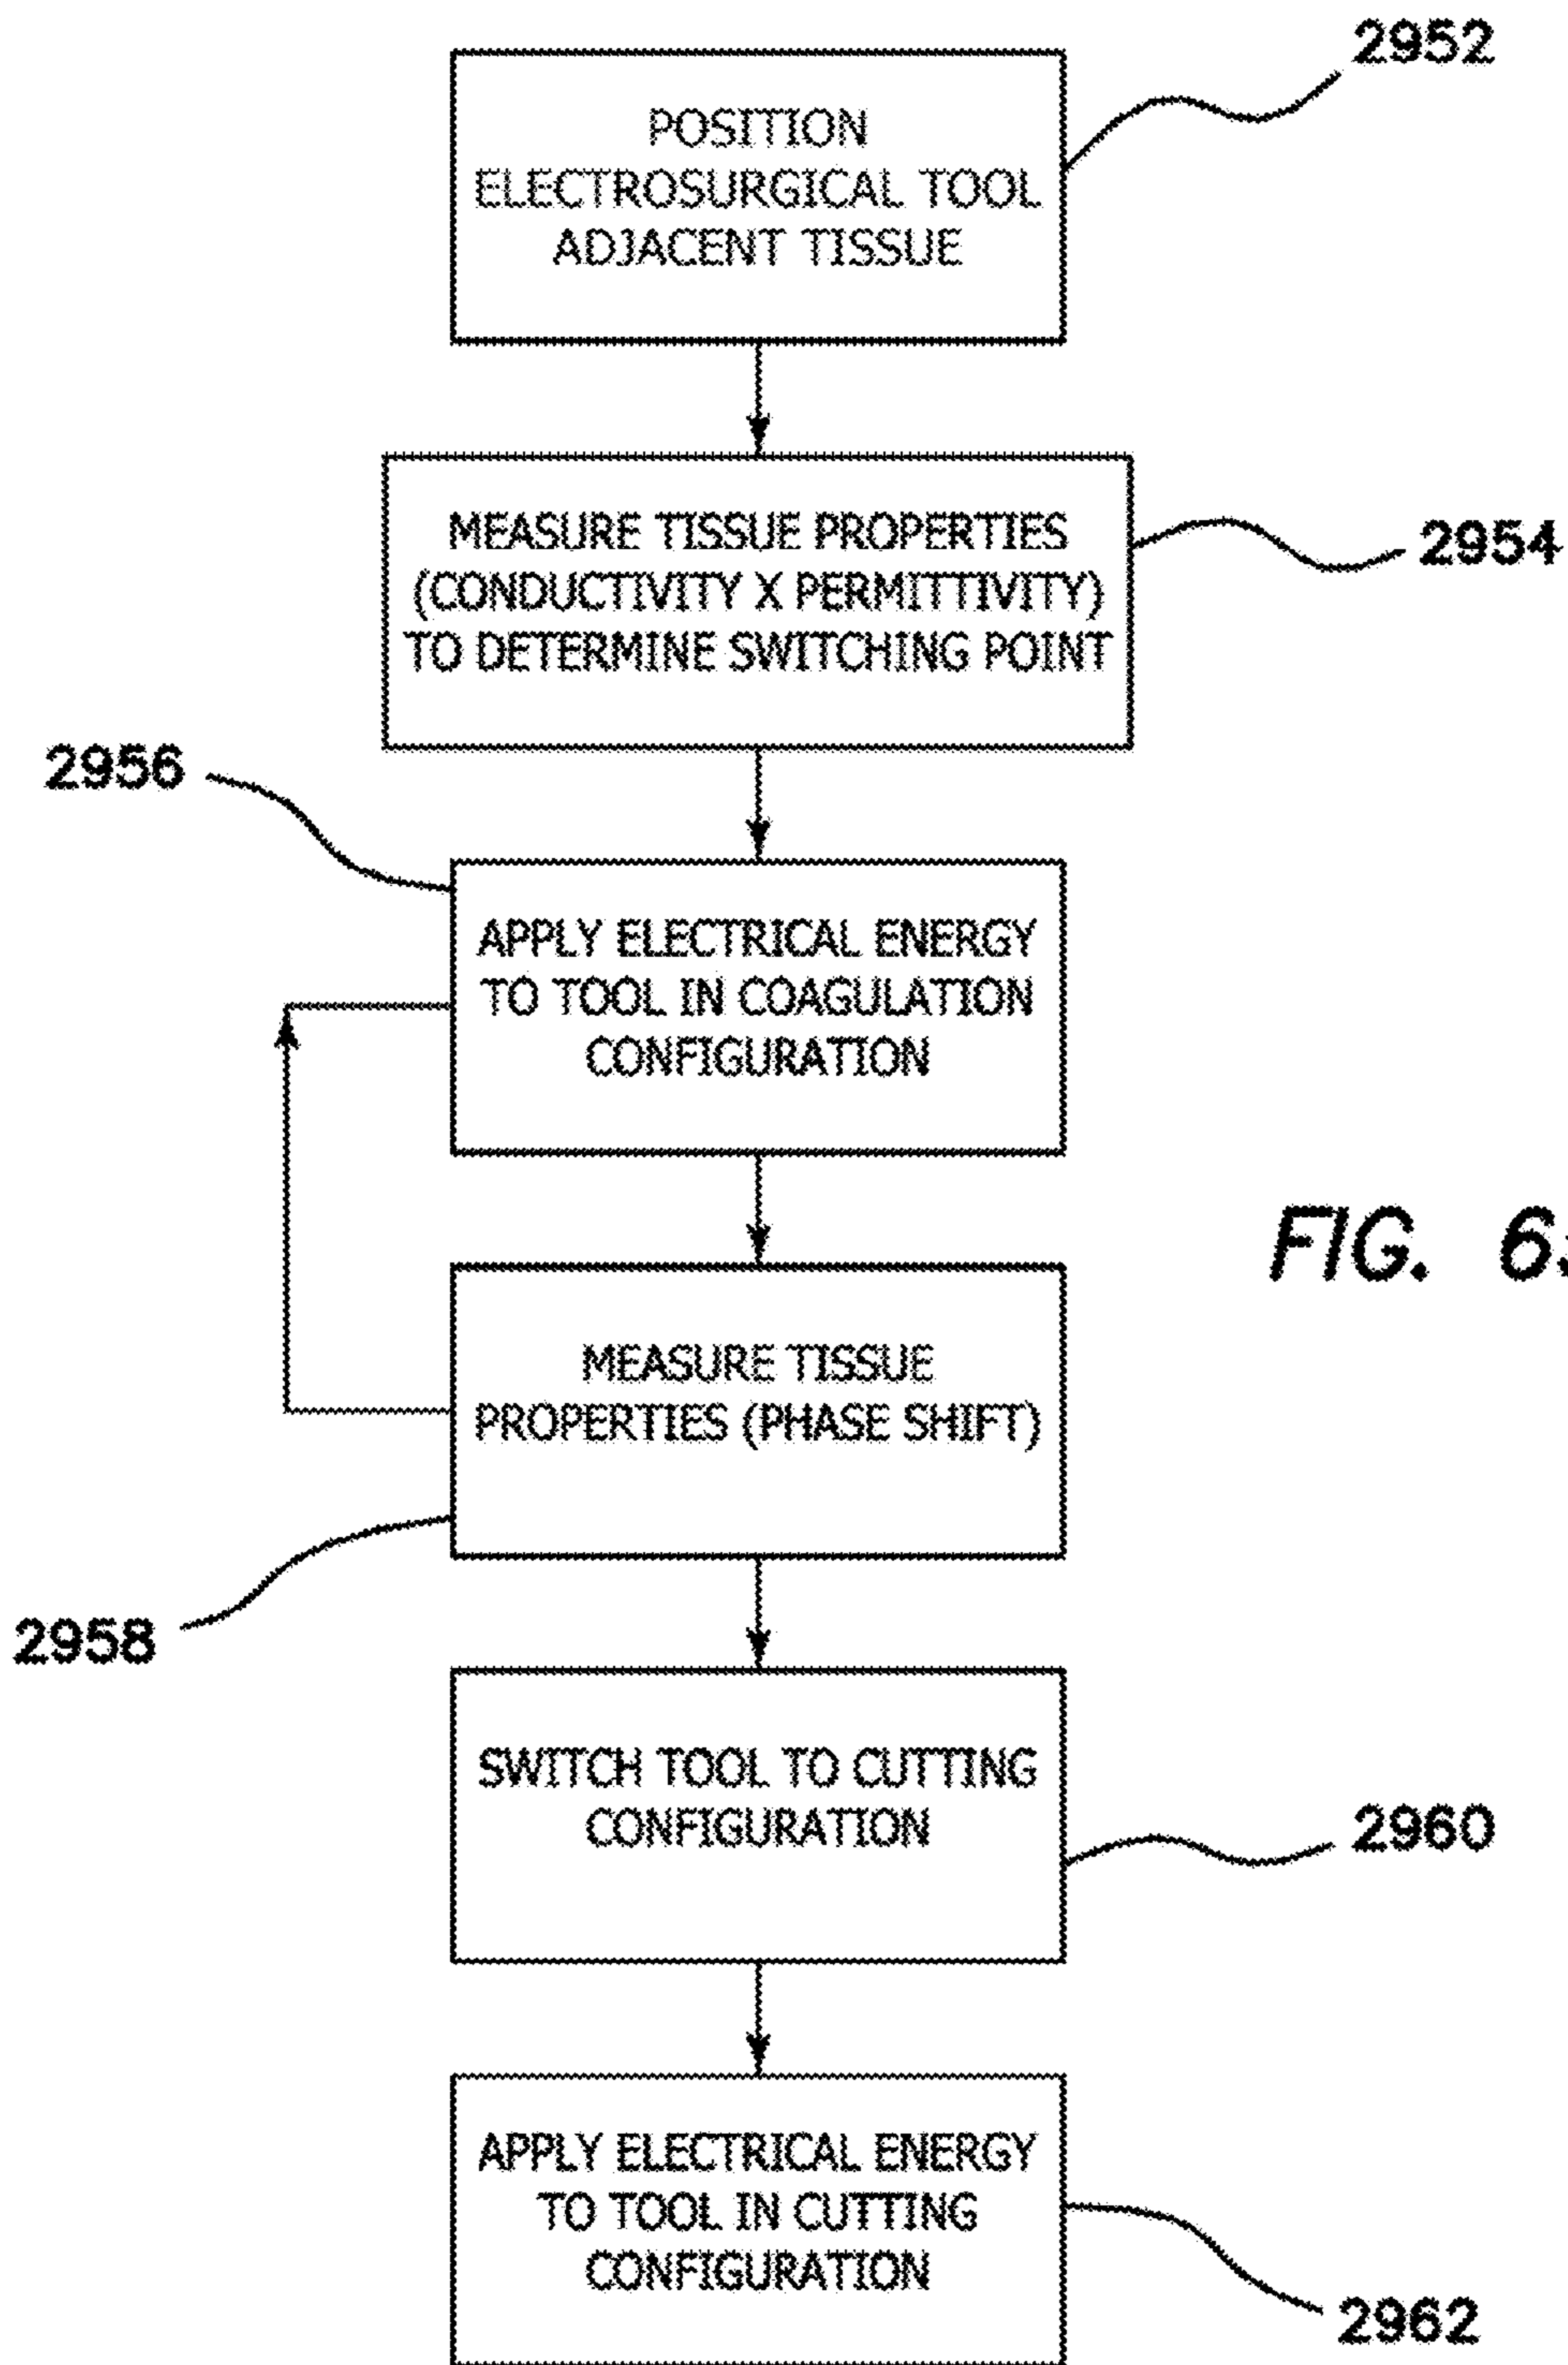 2952
POSITION
ELECTROSURGICAL TOOL
ADJACENT TISSUE
MEASURE TISSUE PROPERTIES
(CONDUCTIVITY X PERMITTIVITY)
TO DETERMINE SWITCHING POINT
2954
2956
APPLY ELECTRICAL ENERGY
TO TOOL IN COAGULATION
CONFIGURATION
FIG. 6
MEASURE TISSUE
PROPERTIES (PHASE SHIFT)
2958
SWITCH TOOL TO CUTTING
CONFIGURATION
2960
APPLY ELECTRICAL ENERGY
TO TOOL IN CUTTING
CONFIGURATION
2962